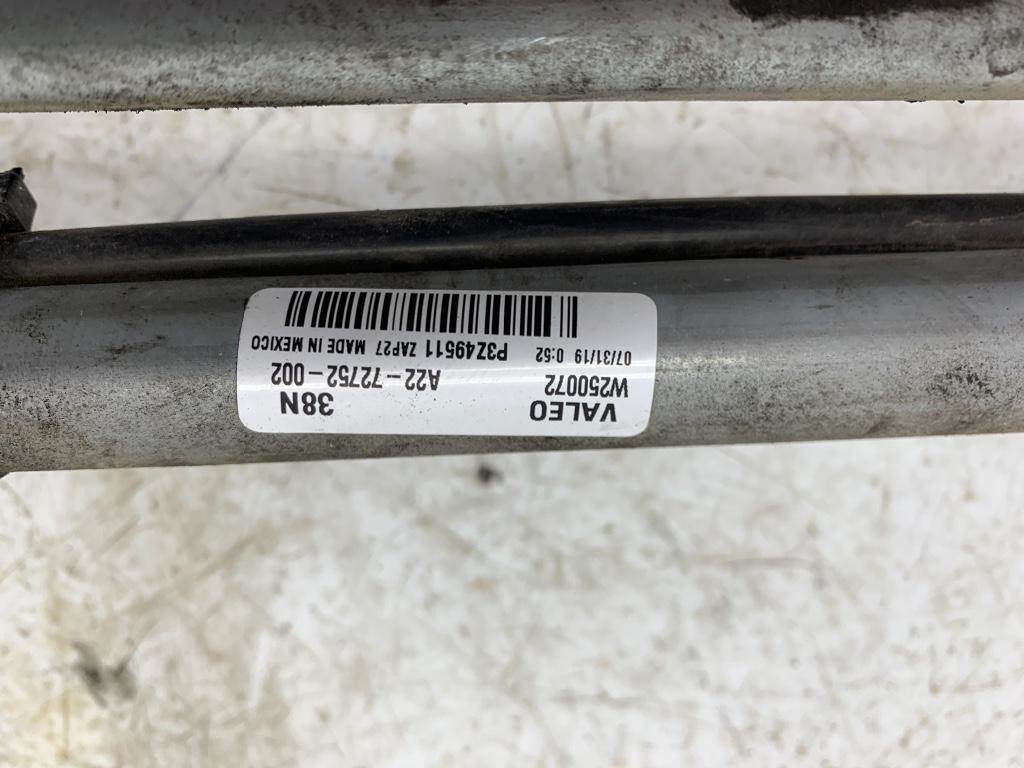 VALEO 38N
W250072 A22-72752-002
07/31/19 0:52 P3Z49511 ZAP27 MADE IN MEXICO